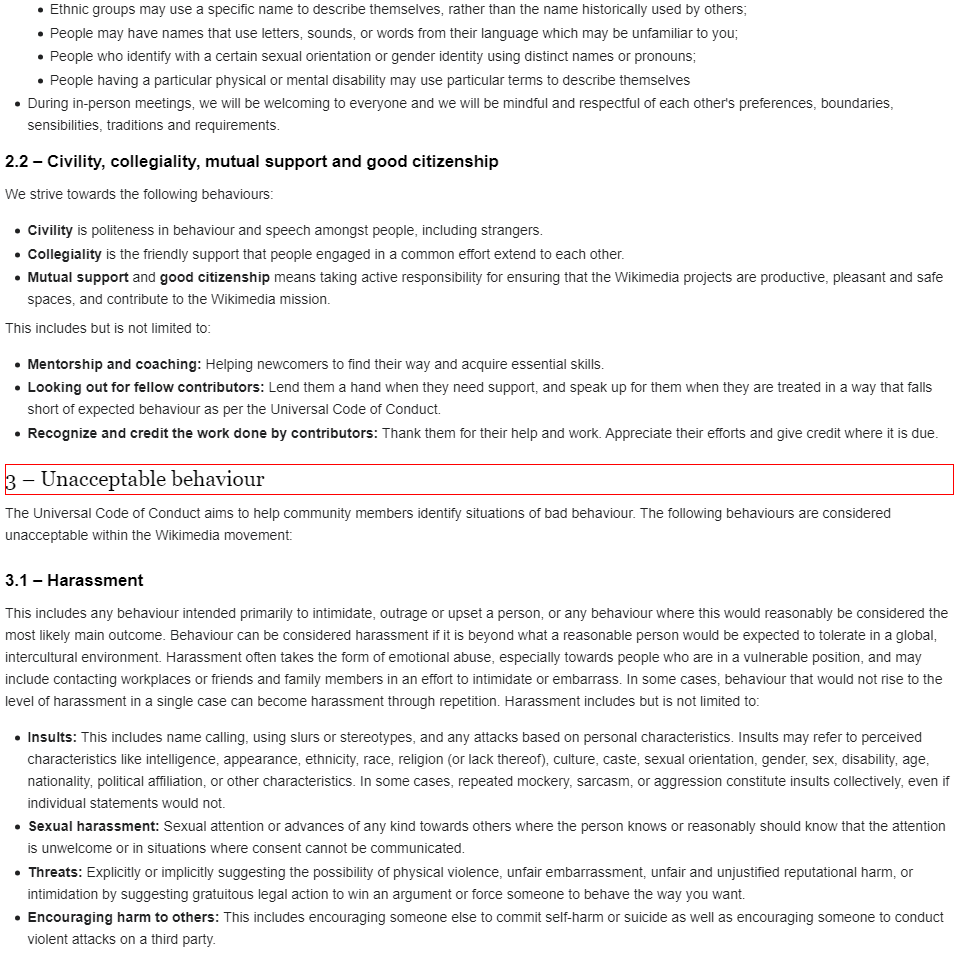 • Ethnic groups may use a specific name to describe themselves, rather than the name historically used by others;
• People may have names that use letters, sounds, or words from their language which may be unfamiliar to you;
• People who identify with a certain sexual orientation or gender identity using distinct names or pronouns;
• People having a particular physical or mental disability may use particular terms to describe themselves
• During in-person meetings, we will be welcoming to everyone and we will be mindful and respectful of each other's preferences, boundaries,
sensibilities, traditions and requirements.
2.2 – Civility, collegiality, mutual support and good citizenship
We strive towards the following behaviours:
• Civility is politeness in behaviour and speech amongst people, including strangers.
• Collegiality is the friendly support that people engaged in a common effort extend to each other.
• Mutual support and good citizenship means taking active responsibility for ensuring that the Wikimedia projects are productive, pleasant and safe
spaces, and contribute to the Wikimedia mission.
This includes but is not limited to:
• Mentorship and coaching: Helping newcomers to find their way and acquire essential skills.
• Looking out for fellow contributors: Lend them a hand when they need support, and speak up for them when they are treated in a way that falls
short of expected behaviour as per the Universal Code of Conduct.
• Recognize and credit the work done by contributors: Thank them for their help and work. Appreciate their efforts and give credit where it is due.
3 – Unacceptable behaviour
The Universal Code of Conduct aims to help community members identify situations of bad behaviour. The following behaviours are considered
unacceptable within the Wikimedia movement:
3.1 – Harassment
This includes any behaviour intended primarily to intimidate, outrage or upset a person, or any behaviour where this would reasonably be considered the
most likely main outcome. Behaviour can be considered harassment if it is beyond what a reasonable person would be expected to tolerate in a global,
intercultural environment. Harassment often takes the form of emotional abuse, especially towards people who are in a vulnerable position, and may
include contacting workplaces or friends and family members in an effort to intimidate or embarrass. In some cases, behaviour that would not rise to the
level of harassment in a single case can become harassment through repetition. Harassment includes but is not limited to:
• Insults: This includes name calling, using slurs or stereotypes, and any attacks based on personal characteristics. Insults may refer to perceived
characteristics like intelligence, appearance, ethnicity, race, religion (or lack thereof), culture, caste, sexual orientation, gender, sex, disability, age,
nationality, political affiliation, or other characteristics. In some cases, repeated mockery, sarcasm, or aggression constitute insults collectively, even if
individual statements would not.
• Sexual harassment: Sexual attention or advances of any kind towards others where the person knows or reasonably should know that the attention
is unwelcome or in situations where consent cannot be communicated.
• Threats: Explicitly or implicitly suggesting the possibility of physical violence, unfair embarrassment, unfair and unjustified reputational harm, or
intimidation by suggesting gratuitous legal action to win an argument or force someone to behave the way you want.
• Encouraging harm to others: This includes encouraging someone else to commit self-harm or suicide as well as encouraging someone to conduct
violent attacks on a third party.